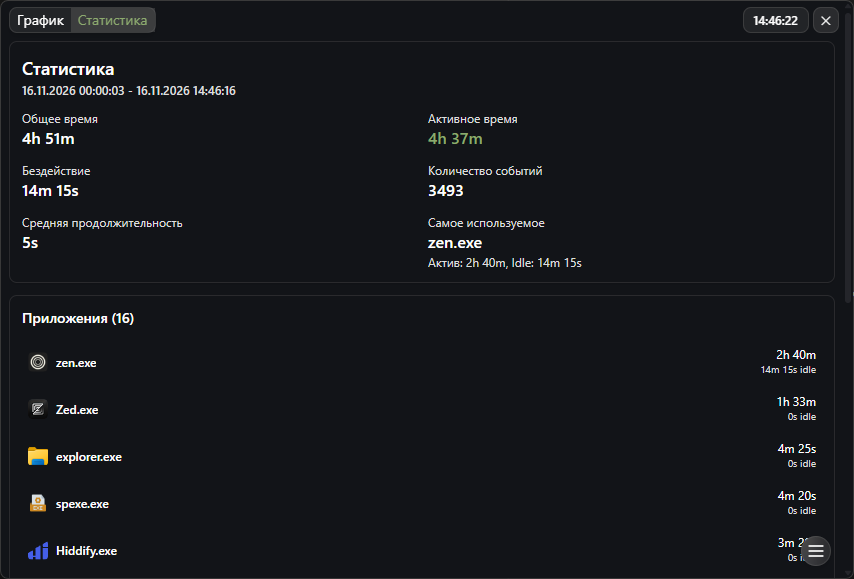 График Статистика 14:46:22
Статистика
16.11.2026 00:00:03 - 16.11.2026 14:46:16
Общее время Активное время
4h 51m 4h 37m
Бездействие Количество событий
14m 15s 3493
Средняя продолжительность Самое используемое
5s zen.exe
Актив: 2h 40m, Idle: 14m 15s
Приложения (16)
zen.exe 2h 40m
14m 15s idle
Zed.exe 1h 33m
0s idle
explorer.exe 4m 25s
0s idle
spexe.exe 4m 20s
0s idle
Hiddify.exe 3m
0s